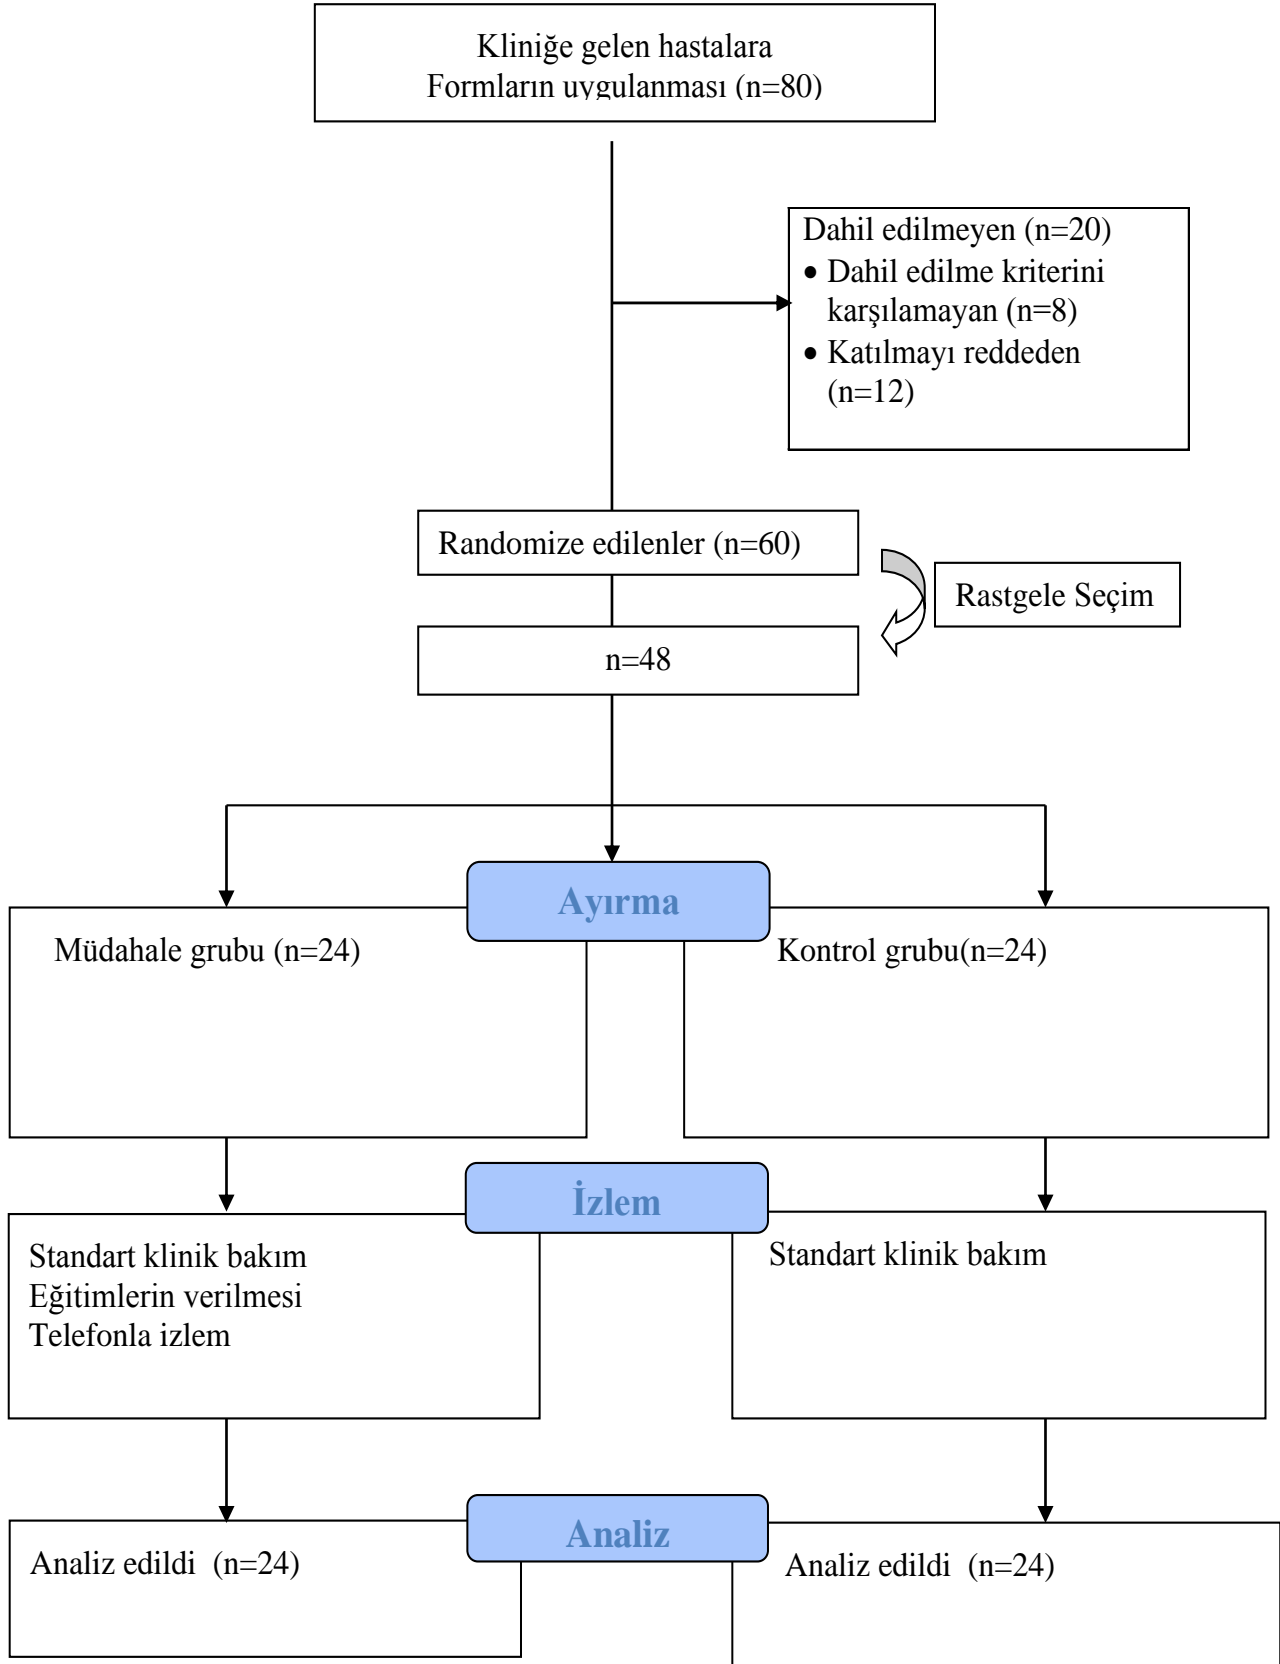 Kliniğe gelen hastalara
Formların uygulanması (n=80)
Dahil edilmeyen (n=20)
• Dahil edilme kriterini
karşılamayan (n=8)
• Katılmayı reddeden
(n=12)
Randomize edilenler (n=60)
Rastgele Seçim
n=48
Ayırma
Müdahale grubu (n=24)
Kontrol grubu(n=24)
İzlem
Standart klinik bakım
Eğitimlerin verilmesi
Telefonla izlem
Standart klinik bakım
Analiz
Analiz edildi  (n=24)
Analiz edildi  (n=24)